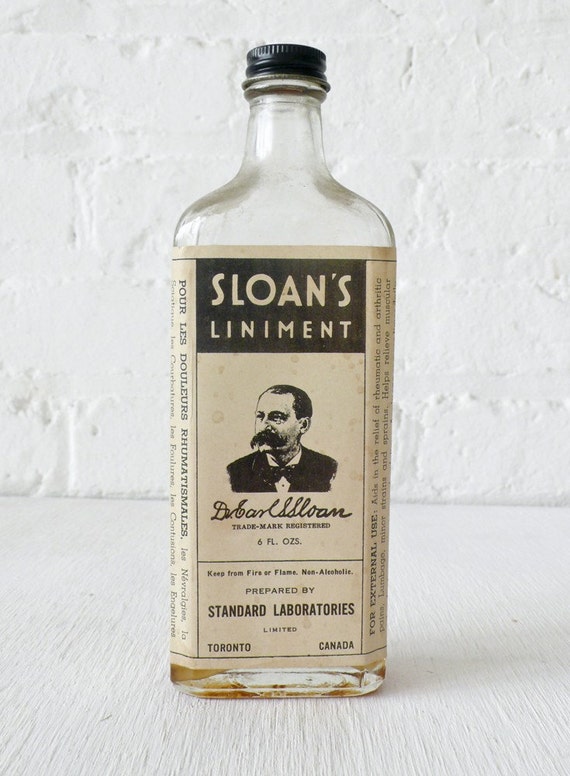 SLOAN'S
LINIMENT
Dr Earl S Sloan
TRADE-MARK REGISTERED
6 FL. OZS.
Keep from Fire or Flame. Non-Alcoholic.
PREPARED BY
STANDARD LABORATORIES
LIMITED
TORONTO CANADA
POUR LES DOULEURS RHUMATISMALES, les Névralgies, la
Sciatique, les Courbatures, les Foulures, les Contusions, les Engelures
FOR EXTERNAL USE: Aids in the relief of rheumatic and arthritic
pains, Lumbago, minor strains and sprains. Helps relieve muscular